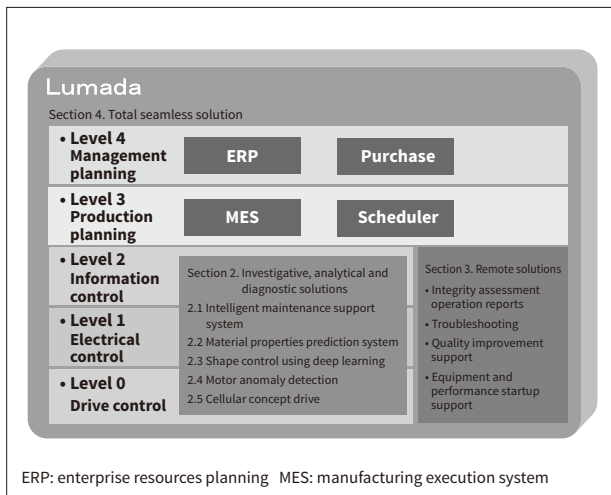 Lumada
Section 4. Total seamless solution
• Level 4
Management
planning
ERP
Purchase
• Level 3
Production
planning
MES
Scheduler
• Level 2
Information
control
• Level 1
Electrical
control
• Level 0
Drive control
Section 2. Investigative, analytical and
diagnostic solutions
2.1 Intelligent maintenance support
system
2.2 Material properties prediction system
2.3 Shape control using deep learning
2.4 Motor anomaly detection
2.5 Cellular concept drive
Section 3. Remote solutions
• Integrity assessment
operation reports
• Troubleshooting
• Quality improvement
support
• Equipment and
performance startup
support
ERP: enterprise resources planning MES: manufacturing execution system